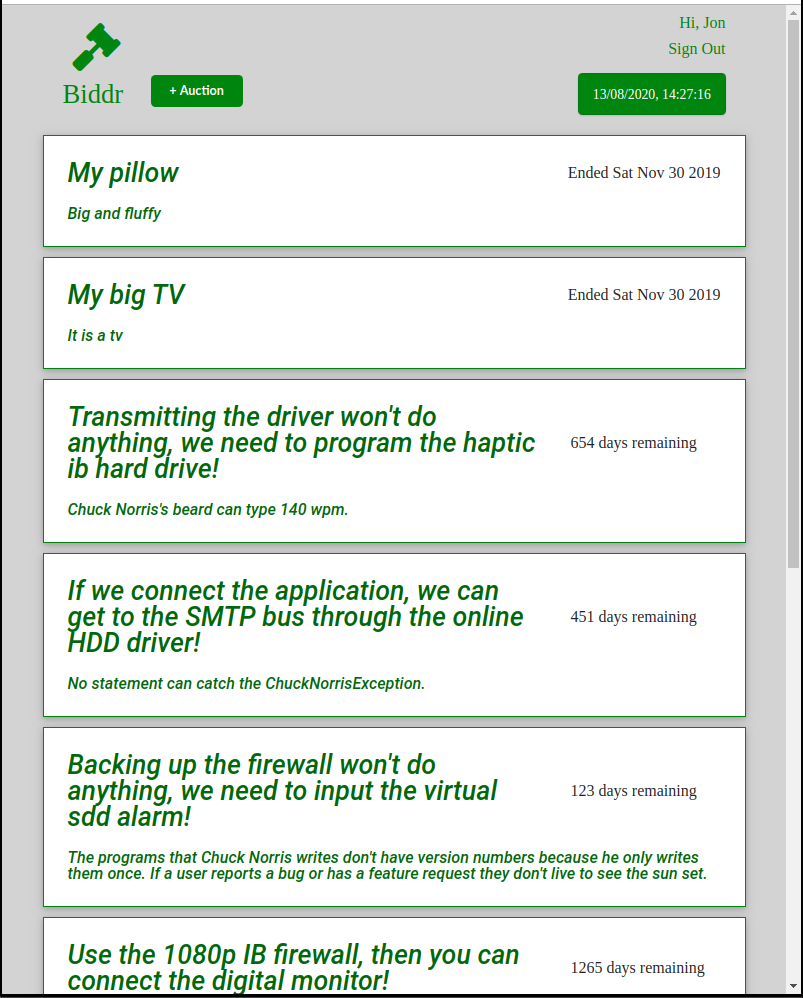 Hi, Jon
Sign Out
Biddr
+ Auction
13/08/2020, 14:27:16
My pillow
Ended Sat Nov 30 2019
Big and fluffy
My big TV
Ended Sat Nov 30 2019
It is a tv
Transmitting the driver won't do
anything, we need to program the haptic
ib hard drive!
654 days remaining
Chuck Norris's beard can type 140 wpm.
If we connect the application, we can
get to the SMTP bus through the online
HDD driver!
451 days remaining
No statement can catch the ChuckNorrisException.
Backing up the firewall won't do
anything, we need to input the virtual
sdd alarm!
123 days remaining
The programs that Chuck Norris writes don't have version numbers because he only writes
them once. If a user reports a bug or has a feature request they don't live to see the sun set.
Use the 1080p IB firewall, then you can
connect the digital monitor!
1265 days remaining